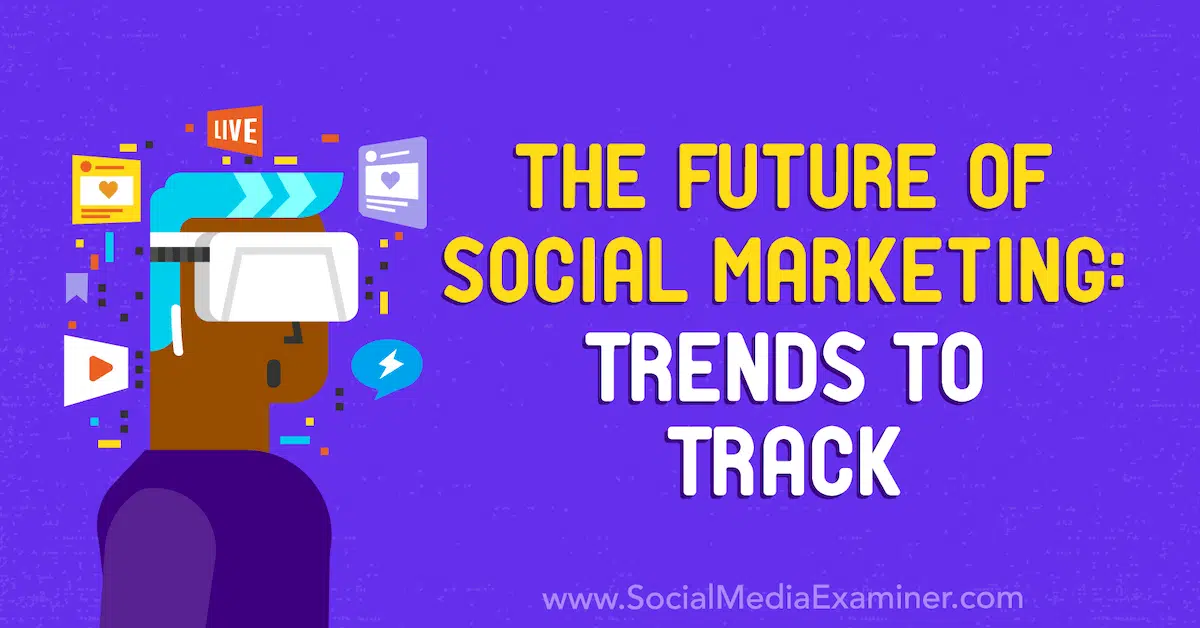 LIVE
THE FUTURE OF
SOCIAL MARKETING:
TRENDS TO
TRACK
www.SocialMediaExaminer.com